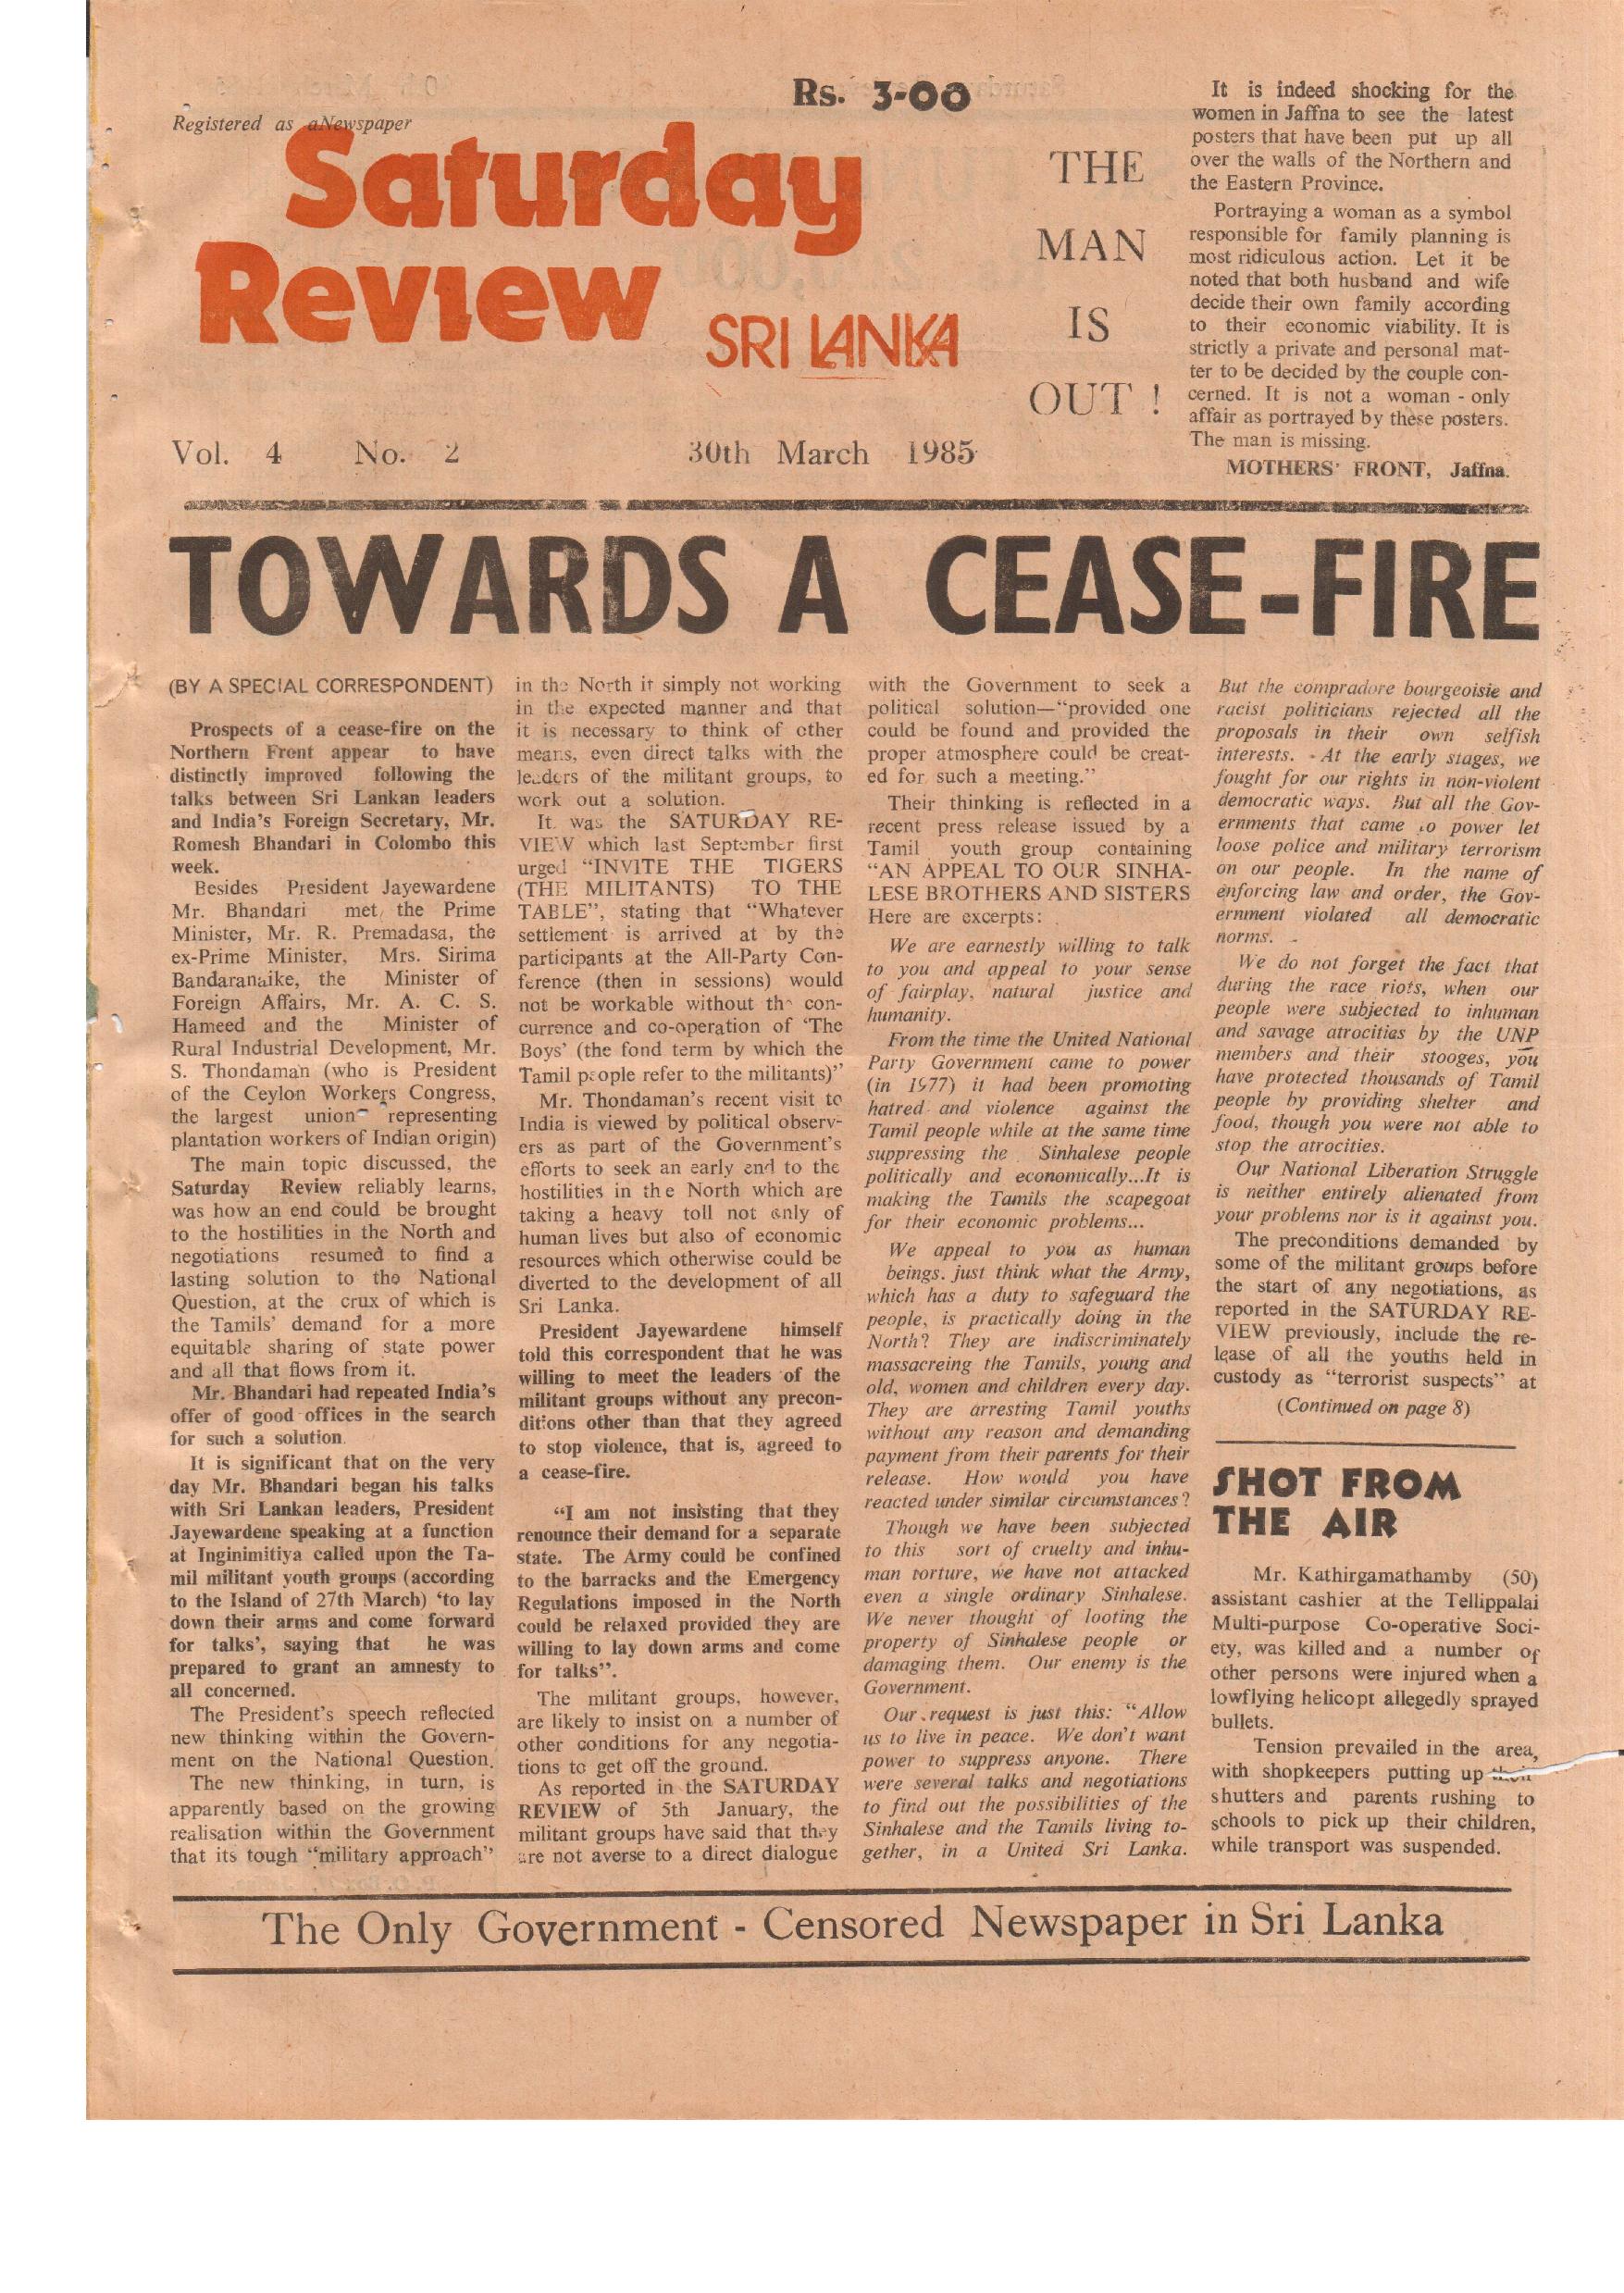 Rs. 3-00
Registered as aNewspaper
Saturday
Review
SRI LANKA
Vol. 4 No. 2 30th March 1985
THE
MAN
IS
OUT !
It is indeed shocking for the
women in Jaffna to see the latest
posters that have been put up all
over the walls of the Northern and
the Eastern Province.
Portraying a woman as a symbol
responsible for family planning is
most ridiculous action. Let it be
noted that both husband and wife
decide their own family according
to their economic viability. It is
strictly a private and personal mat-
ter to be decided by the couple con-
cerned. It is not a woman - only
affair as portrayed by these posters.
The man is missing.
MOTHERS' FRONT, Jaffna.
TOWARDS A CEASE-FIRE
(BY A SPECIAL CORRESPONDENT)
Prospects of a cease-fire on the
Northern Front appear to have
distinctly improved following the
talks between Sri Lankan leaders
and India's Foreign Secretary, Mr.
Romesh Bhandari in Colombo this
week.
Besides President Jayewardene
Mr. Bhandari met the Prime
Minister, Mr. R. Premadasa, the
ex-Prime Minister, Mrs. Sirima
Bandaranaike, the Minister of
Foreign Affairs, Mr. A. C. S.
Hameed and the Minister of
Rural Industrial Development, Mr.
S. Thondaman (who is President
of the Ceylon Workers Congress,
the largest union representing
plantation workers of Indian origin)
The main topic discussed, the
Saturday Review reliably learns,
was how an end could be brought
to the hostilities in the North and
negotiations resumed to find a
lasting solution to the National
Question, at the crux of which is
the Tamils' demand for a more
equitable sharing of state power
and all that flows from it.
Mr. Bhandari had repeated India's
offer of good offices in the search
for such a solution.
It is significant that on the very
day Mr. Bhandari began his talks
with Sri Lankan leaders, President
Jayewardene speaking at a function
at Inginimitiya called upon the Ta-
mil militant youth groups (according
to the Island of 27th March) 'to lay
down their arms and come forward
for talks', saying that he was
prepared to grant an amnesty to
all concerned.
The President's speech reflected
new thinking within the Govern-
ment on the National Question.
The new thinking, in turn, is
apparently based on the growing
realisation within the Government
that its tough "military approach"
in the North it simply not working
in the expected manner and that
it is necessary to think of other
means, even direct talks with the
leaders of the militant groups, to
work out a solution.
It was the SATURDAY RE-
VIEW which last September first
urged "INVITE THE TIGERS
(THE MILITANTS) TO THE
TABLE", stating that "Whatever
settlement is arrived at by the
participants at the All-Party Con-
ference (then in sessions) would
not be workable without the con-
currence and co-operation of 'The
Boys' (the fond term by which the
Tamil people refer to the militants)"
Mr. Thondaman's recent visit to
India is viewed by political observ-
ers as part of the Government's
efforts to seek an early end to the
hostilities in the North which are
taking a heavy toll not only of
human lives but also of economic
resources which otherwise could be
diverted to the development of all
Sri Lanka.
President Jayewardene himself
told this correspondent that he was
willing to meet the leaders of the
militant groups without any precon-
ditions other than that they agreed
to stop violence, that is, agreed to
a cease-fire.
"I am not insisting that they
renounce their demand for a separate
state. The Army could be confined
to the barracks and the Emergency
Regulations imposed in the North
could be relaxed provided they are
willing to lay down arms and come
for talks".
The militant groups, however,
are likely to insist on a number of
other conditions for any negotia-
tions to get off the ground.
As reported in the SATURDAY
REVIEW of 5th January, the
militant groups have said that they
are not averse to a direct dialogue
with the Government to seek a
political solution—"provided one
could be found and provided the
proper atmosphere could be creat-
ed for such a meeting."
Their thinking is reflected in a
recent press release issued by a
Tamil youth group containing
"AN APPEAL TO OUR SINHA-
LESE BROTHERS AND SISTERS
Here are excerpts:
We are earnestly willing to talk
to you and appeal to your sense
of fairplay, natural justice and
humanity.
From the time the United National
Party Government came to power
(in 1977) it had been promoting
hatred and violence against the
Tamil people while at the same time
suppressing the Sinhalese people
politically and economically...It is
making the Tamils the scapegoat
for their economic problems...
We appeal to you as human
beings. just think what the Army,
which has a duty to safeguard the
people, is practically doing in the
North? They are indiscriminately
massacreing the Tamils, young and
old, women and children every day.
They are arresting Tamil youths
without any reason and demanding
payment from their parents for their
release. How would you have
reacted under similar circumstances?
Though we have been subjected
to this sort of cruelty and inhu-
man torture, we have not attacked
even a single ordinary Sinhalese.
We never thought of looting the
property of Sinhalese people or
damaging them. Our enemy is the
Government.
Our request is just this: "Allow
us to live in peace. We don't want
power to suppress anyone. There
were several talks and negotiations
to find out the possibilities of the
Sinhalese and the Tamils living to-
gether, in a United Sri Lanka.
But the compradore bourgeoisie and
racist politicians rejected all the
proposals in their own selfish
interests. - At the early stages, we
fought for our rights in non-violent
democratic ways. But all the Gov-
ernments that came to power let
loose police and military terrorism
on our people. In the name of
enforcing law and order, the Gov-
ernment violated all democratic
norms.
We do not forget the fact that
during the race riots, when our
people were subjected to inhuman
and savage atrocities by the UNP
members and their stooges, you
have protected thousands of Tamil
people by providing shelter and
food, though you were not able to
stop the atrocities.
Our National Liberation Struggle
is neither entirely alienated from
your problems nor is it against you.
The preconditions demanded by
some of the militant groups before
the start of any negotiations, as
reported in the SATURDAY RE-
VIEW previously, include the re-
lease of all the youths held in
custody as "terrorist suspects" at
(Continued on page 8)
SHOT FROM
THE AIR
Mr. Kathirgamathamby (50)
assistant cashier at the Tellippalai
Multi-purpose Co-operative Soci-
ety, was killed and a number of
other persons were injured when a
lowflying helicopt allegedly sprayed
bullets.
Tension prevailed in the area,
with shopkeepers putting up their
shutters and parents rushing to
schools to pick up their children,
while transport was suspended.
The Only Government - Censored Newspaper in Sri Lanka